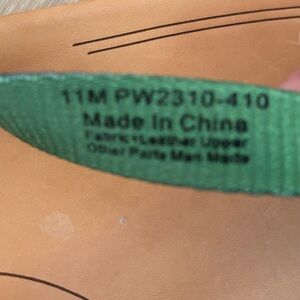 11M PW2310-410
Made In China
Fabric+Leather Upper
Other Parts Man Made